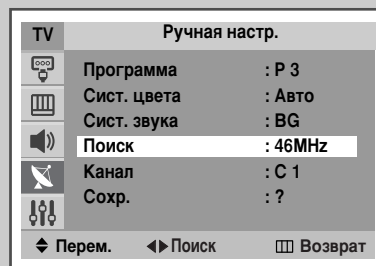 TV Ручная настр.
Программа : P 3
Сист. цвета : Авто
Сист. звука : BG
Поиск : 46MHz
Канал : C 1
Сохр. : ?
Перем. Поиск Возврат